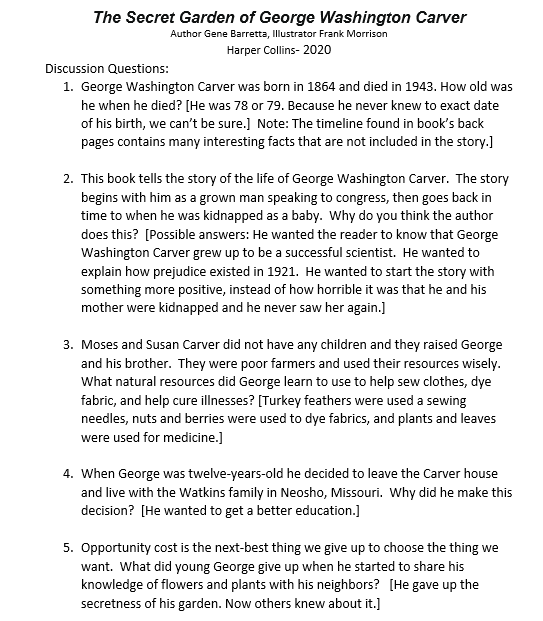 The Secret Garden of George Washington Carver
Author Gene Barretta, Illustrator Frank Morrison
Harper Collins- 2020
Discussion Questions:
1. George Washington Carver was born in 1864 and died in 1943. How old was
he when he died? [He was 78 or 79. Because he never knew to exact date
of his birth, we can’t be sure.] Note: The timeline found in book’s back
pages contains many interesting facts that are not included in the story.]
2. This book tells the story of the life of George Washington Carver. The story
begins with him as a grown man speaking to congress, then goes back in
time to when he was kidnapped as a baby. Why do you think the author
does this? [Possible answers: He wanted the reader to know that George
Washington Carver grew up to be a successful scientist. He wanted to
explain how prejudice existed in 1921. He wanted to start the story with
something more positive, instead of how horrible it was that he and his
mother were kidnapped and he never saw her again.]
3. Moses and Susan Carver did not have any children and they raised George
and his brother. They were poor farmers and used their resources wisely.
What natural resources did George learn to use to help sew clothes, dye
fabric, and help cure illnesses? [Turkey feathers were used a sewing
needles, nuts and berries were used to dye fabrics, and plants and leaves
were used for medicine.]
4. When George was twelve-years-old he decided to leave the Carver house
and live with the Watkins family in Neosho, Missouri. Why did he make this
decision? [He wanted to get a better education.]
5. Opportunity cost is the next-best thing we give up to choose the thing we
want. What did young George give up when he started to share his
knowledge of flowers and plants with his neighbors? [He gave up the
secretness of his garden. Now others knew about it.]